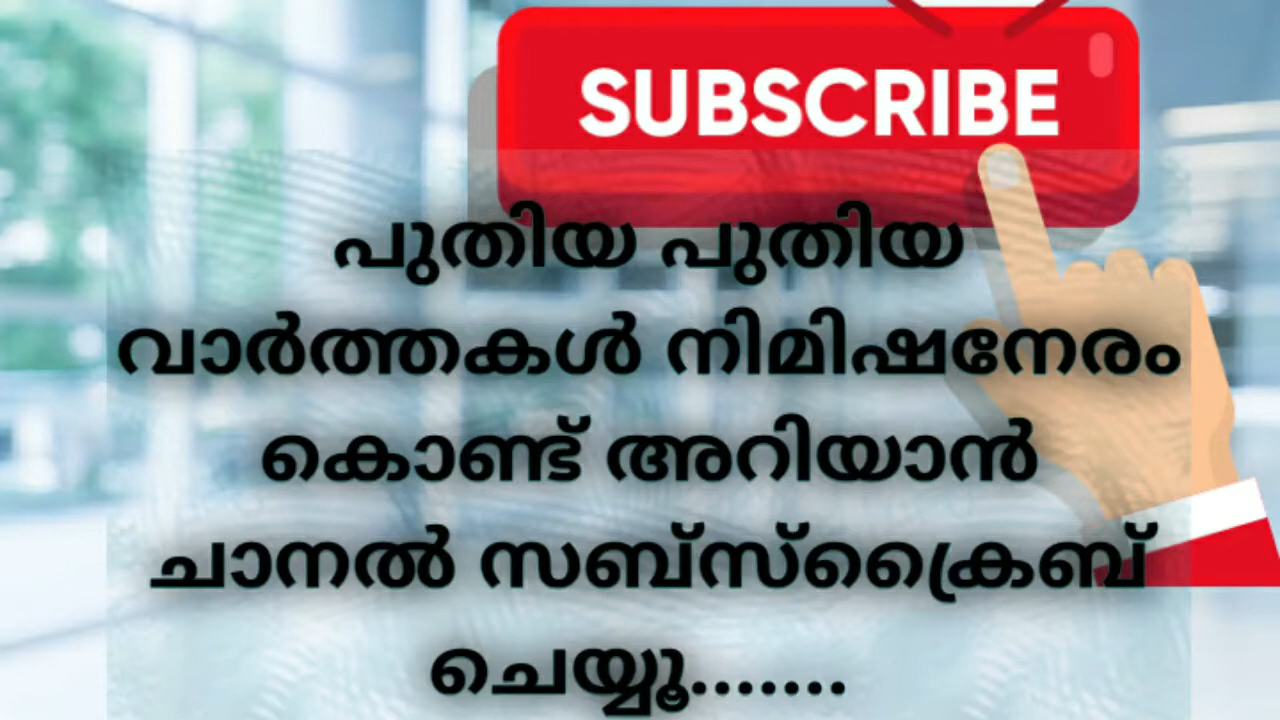 SUBSCRIBE
പുതിയ പുതിയ
വാർത്തകൾ നിമിഷനേരം
കൊണ്ട് അറിയാൻ
ചാനൽ സബ്സ്ക്രൈബ്
ചെയ്യൂ.......